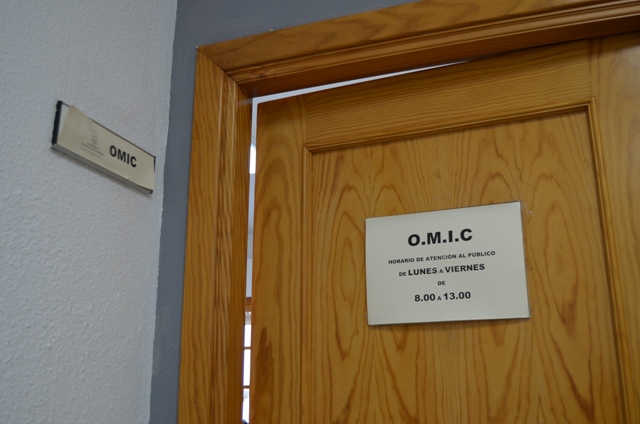 OMIC
O.M.I.C
HORARIO DE ATENCIÓN AL PÚBLICO
DE LUNES A VIERNES
DE
8.00 A 13.00